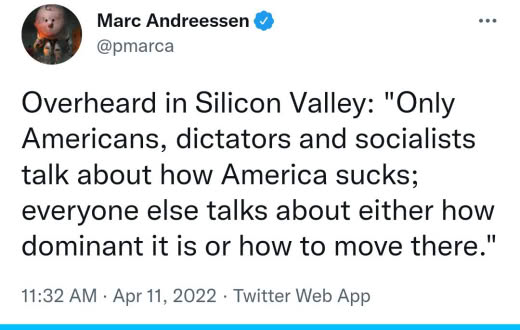 Marc Andreessen
@pmarca
Overheard in Silicon Valley: "Only
Americans, dictators and socialists
talk about how America sucks;
everyone else talks about either how
dominant it is or how to move there."
11:32 AM · Apr 11, 2022 · Twitter Web App